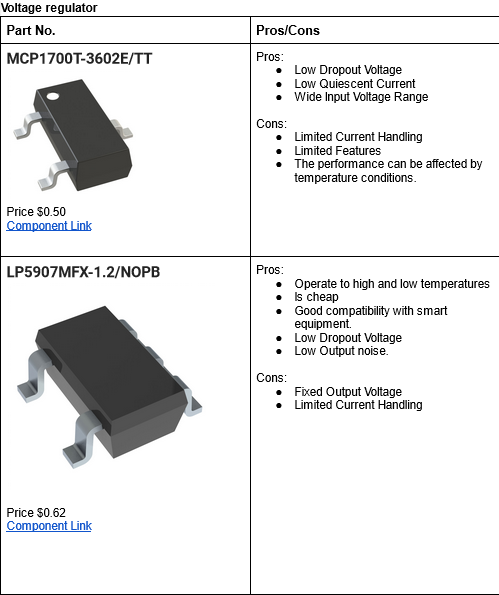 Voltage regulator
Part No.
Pros/Cons
MCP1700T-3602E/TT
Price $0.50
Component Link
Pros:
● Low Dropout Voltage
● Low Quiescent Current
● Wide Input Voltage Range
Cons:
● Limited Current Handling
● Limited Features
● The performance can be affected by
temperature conditions.
LP5907MFX-1.2/NOPB
Price $0.62
Component Link
Pros:
● Operate to high and low temperatures
● Is cheap
● Good compatibility with smart
equipment.
● Low Dropout Voltage
● Low Output noise.
Cons:
● Fixed Output Voltage
● Limited Current Handling